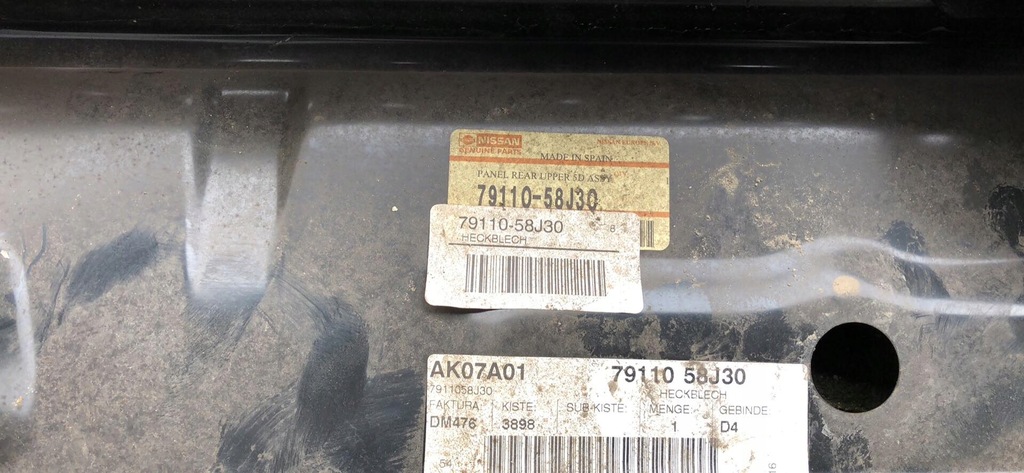 NISSAN
GENUINE PARTS
MADE IN SPAIN
PANEL REAR UPPER 5D ASSY
79110-58J30
79110-58J30
8
HECKBLECH
AK07A01 79110 58J30
7911058J30 HECKBLECH
FAKTURA: KISTE: SUB-KISTE: MENGE: GEBINDE:
DM476 3898 1 D4